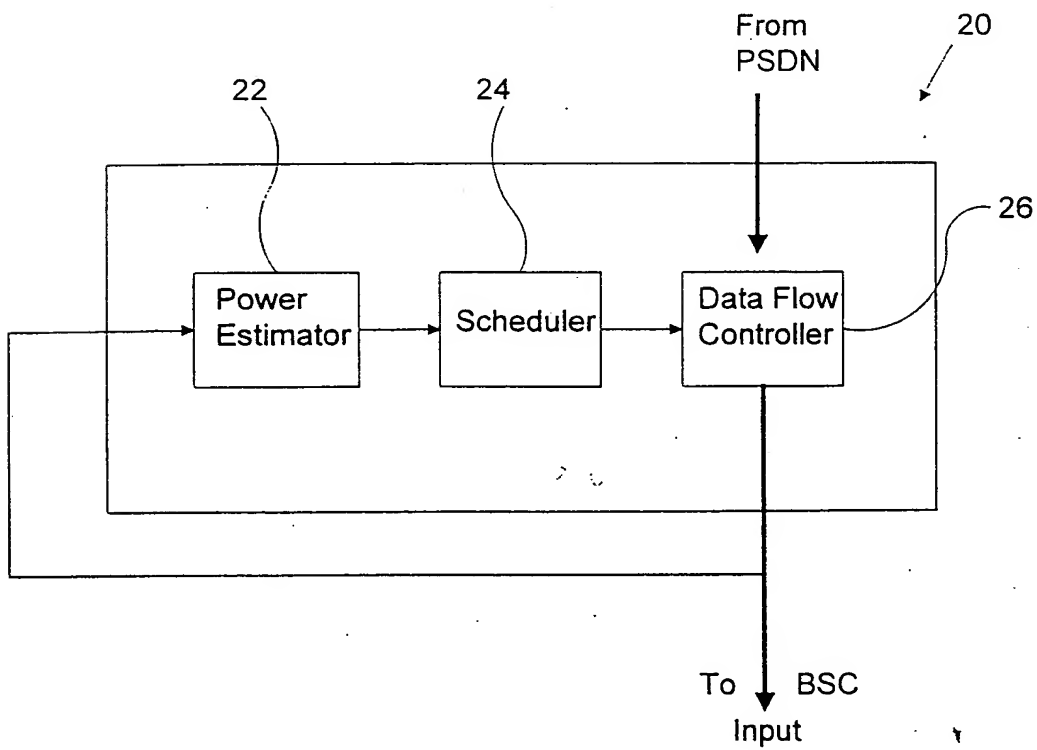 From
PSDN
20
22
24
26
Power
Estimator
Scheduler
Data Flow
Controller
To BSC
Input